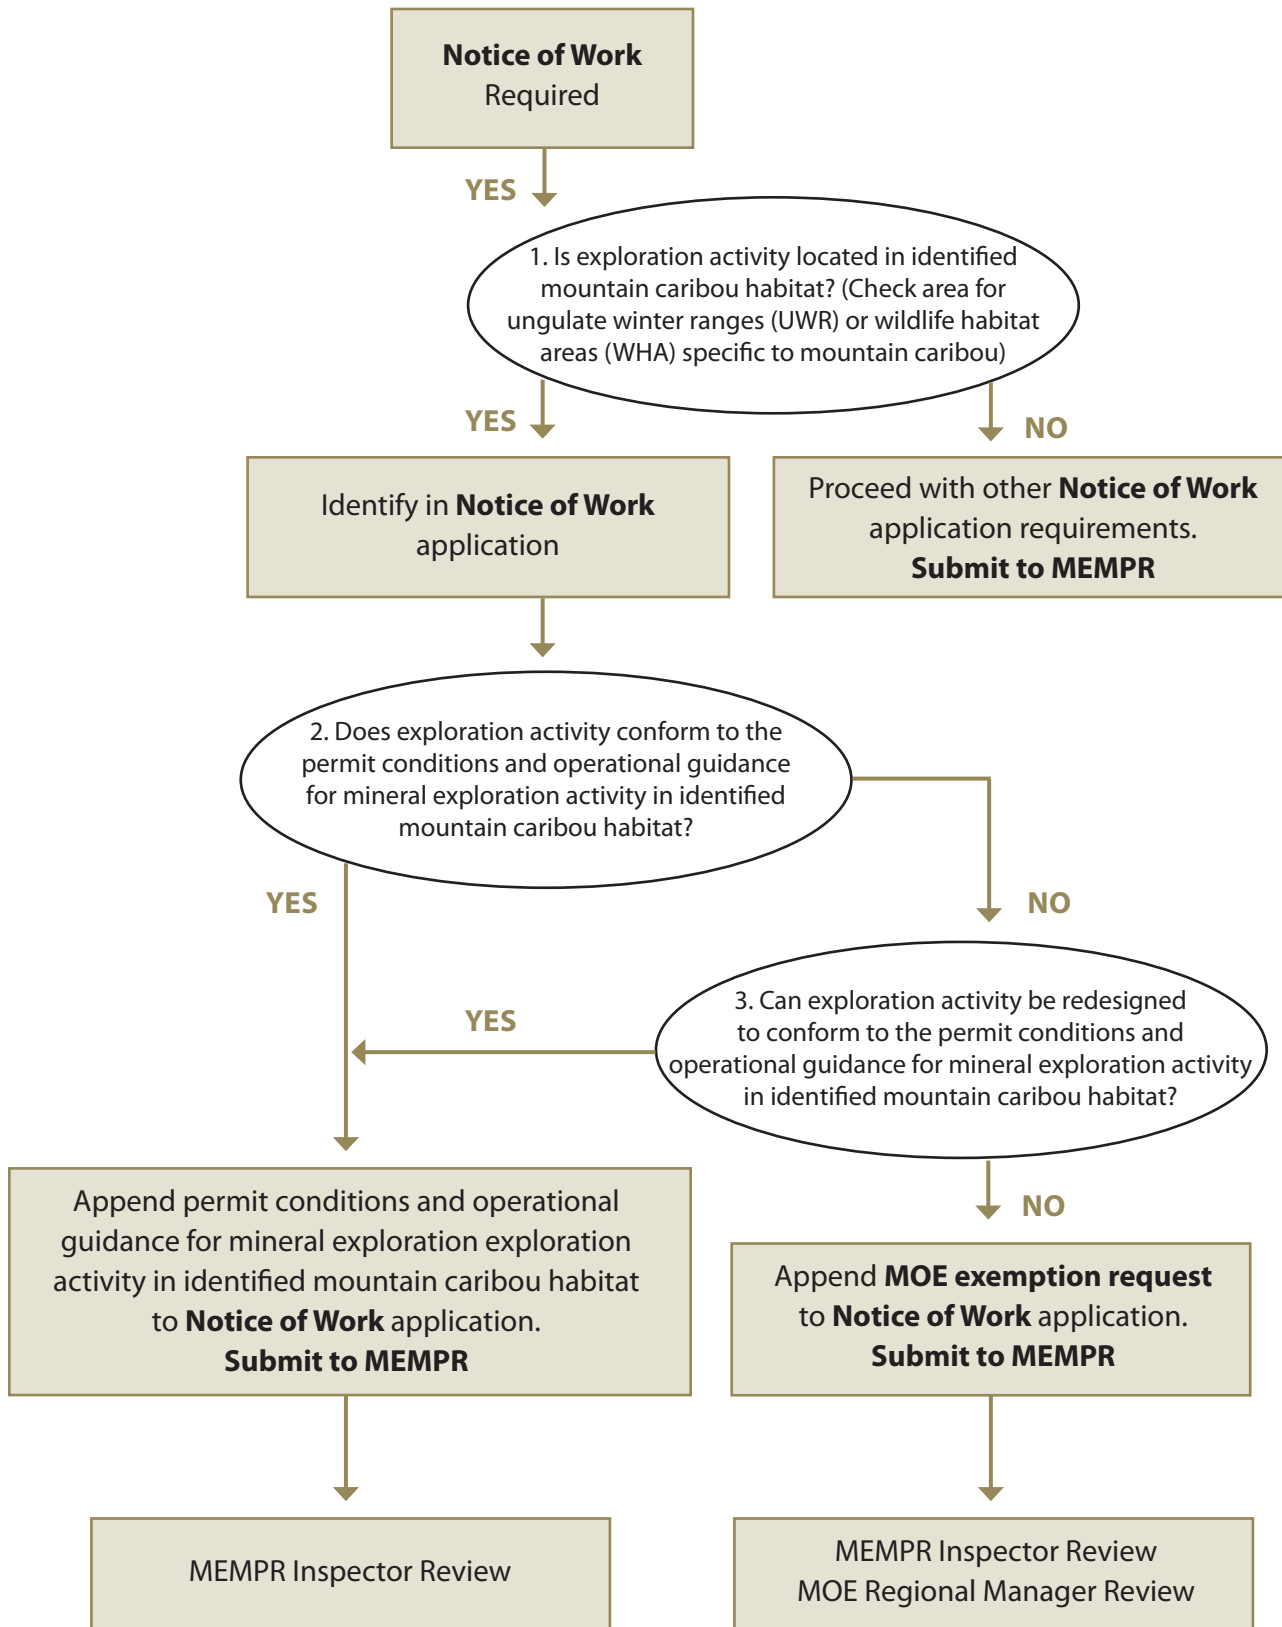 Notice of Work
Required
YES
1. Is exploration activity located in identified
mountain caribou habitat? (Check area for
ungulate winter ranges (UWR) or wildlife habitat
areas (WHA) specific to mountain caribou)
YES
NO
Identify in Notice of Work
application
Proceed with other Notice of Work
application requirements.
Submit to MEMPR
2. Does exploration activity conform to the
permit conditions and operational guidance
for mineral exploration activity in identified
mountain caribou habitat?
YES
NO
3. Can exploration activity be redesigned
to conform to the permit conditions and
operational guidance for mineral exploration activity
in identified mountain caribou habitat?
YES
NO
Append permit conditions and operational
guidance for mineral exploration exploration
activity in identified mountain caribou habitat
to Notice of Work application.
Submit to MEMPR
Append MOE exemption request
to Notice of Work application.
Submit to MEMPR
MEMPR Inspector Review
MEMPR Inspector Review
MOE Regional Manager Review